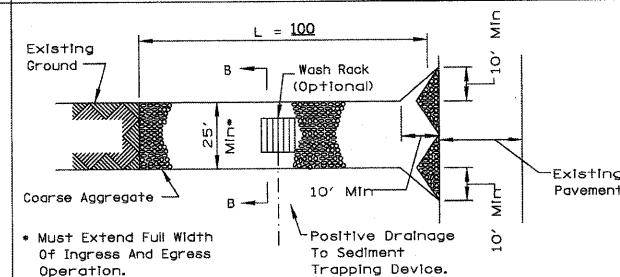 L = 100
Existing
Ground
B
Wash Rack
(Optional)
10' Min
25'
Min*
Coarse Aggregate
10' Min
Existing
Pavement
B
10' Min
* Must Extend Full Width
Of Ingress And Egress
Operation.
Positive Drainage
To Sediment
Trapping Device.